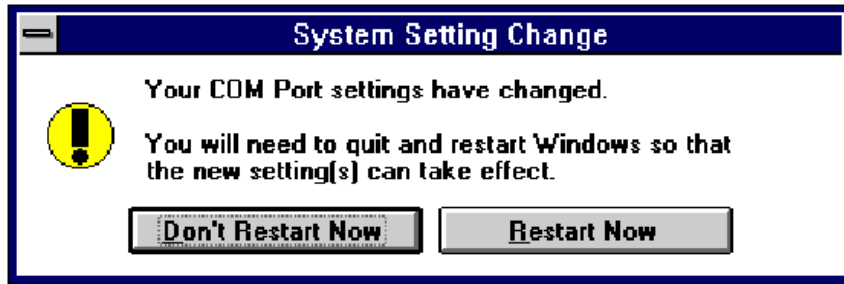 System Setting Change
Your COM Port settings have changed.
You will need to quit and restart Windows so that
the new setting(s) can take effect.
Don't Restart Now
Restart Now